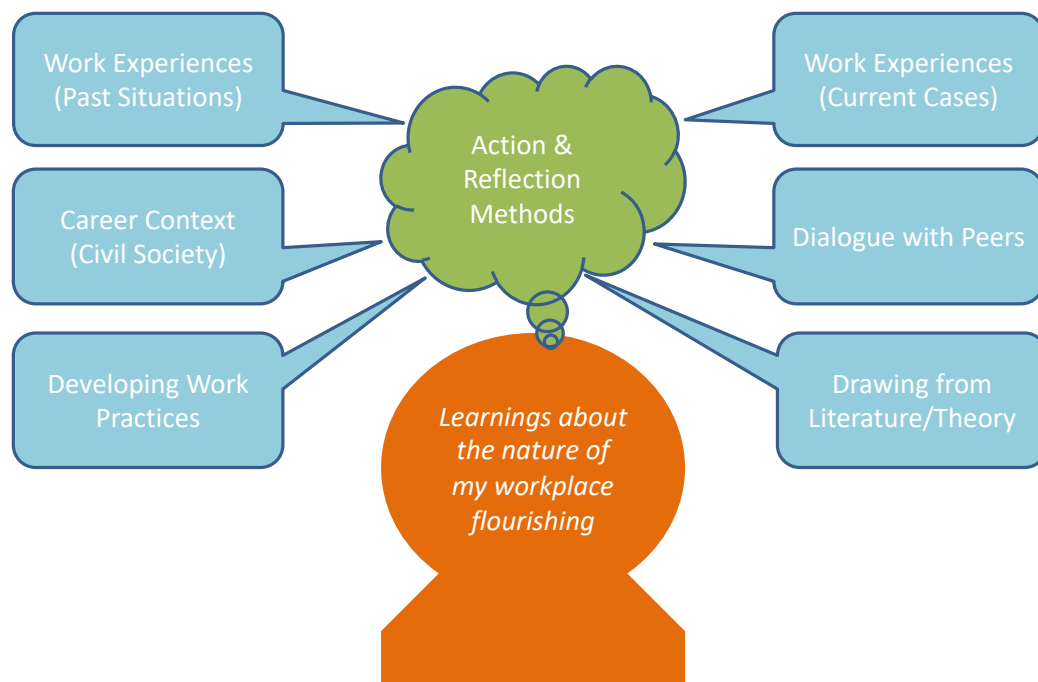 Work Experiences
(Past Situations)
Career Context
(Civil Society)
Developing Work
Practices
Action &
Reflection
Methods
Work Experiences
(Current Cases)
Dialogue with Peers
Drawing from
Literature/Theory
Learnings about
the nature of
my workplace
flourishing